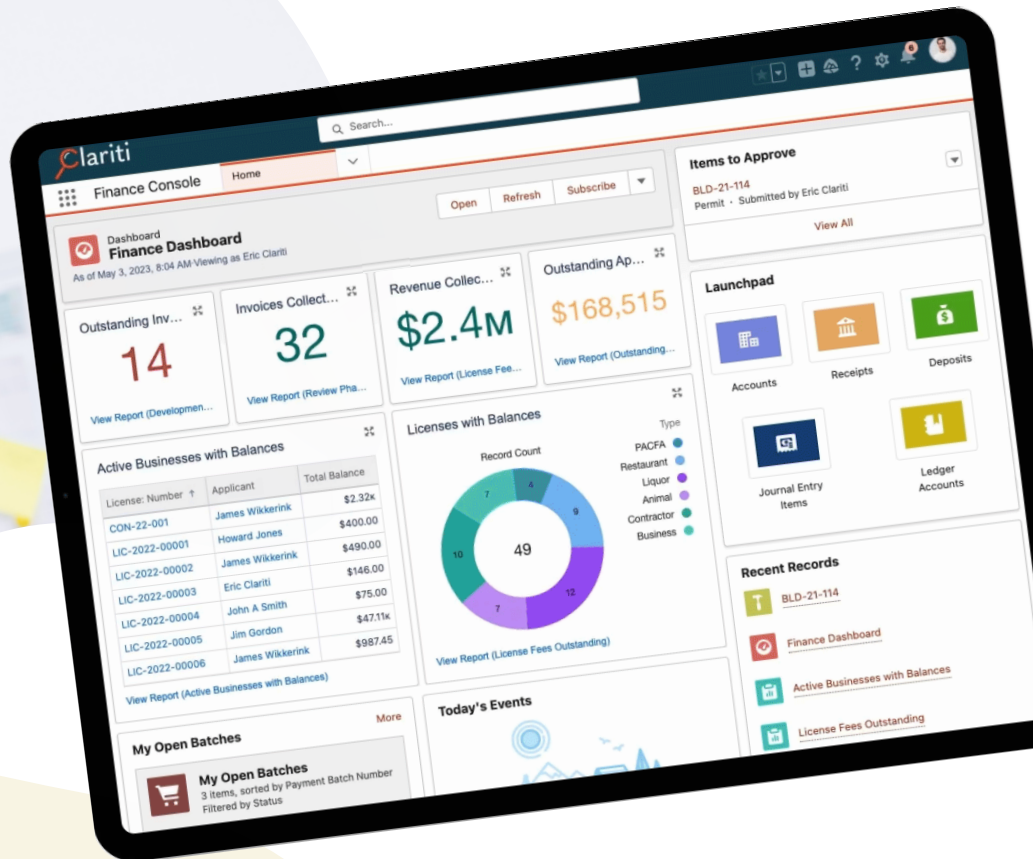 Clariti
Search...
6
Finance Console
Home
Dashboard
Finance Dashboard
As of May 3, 2023, 8:04 AM·Viewing as Eric Clariti
Open
Refresh
Subscribe
Outstanding Inv...
14
View Report (Developmen...
Invoices Collect...
32
View Report (Review Pha...
Revenue Collec...
$2.4M
View Report (License Fee...
Outstanding Ap...
$168,515
View Report (Outstanding...
Active Businesses with Balances
License: Number ↑ Applicant Total Balance
CON-22-001 James Wikkerink $2.32K
LIC-2022-00001 Howard Jones $400.00
LIC-2022-00002 James Wikkerink $490.00
LIC-2022-00003 Eric Clariti $146.00
LIC-2022-00004 John A Smith $75.00
LIC-2022-00005 Jim Gordon $47.11K
LIC-2022-00006 James Wikkerink $987.45
View Report (Active Businesses with Balances)
Licenses with Balances
Record Count
4
9
12
7
10
7
49
Type
PACFA
Restaurant
Liquor
Animal
Contractor
Business
View Report (License Fees Outstanding)
My Open Batches
More
My Open Batches
3 items, sorted by Payment Batch Number
Filtered by Status
Today's Events
Items to Approve
BLD-21-114
Permit · Submitted by Eric Clariti
View All
Launchpad
Accounts
Receipts
Deposits
Journal Entry
Items
Ledger
Accounts
Recent Records
BLD-21-114
Finance Dashboard
Active Businesses with Balances
License Fees Outstanding